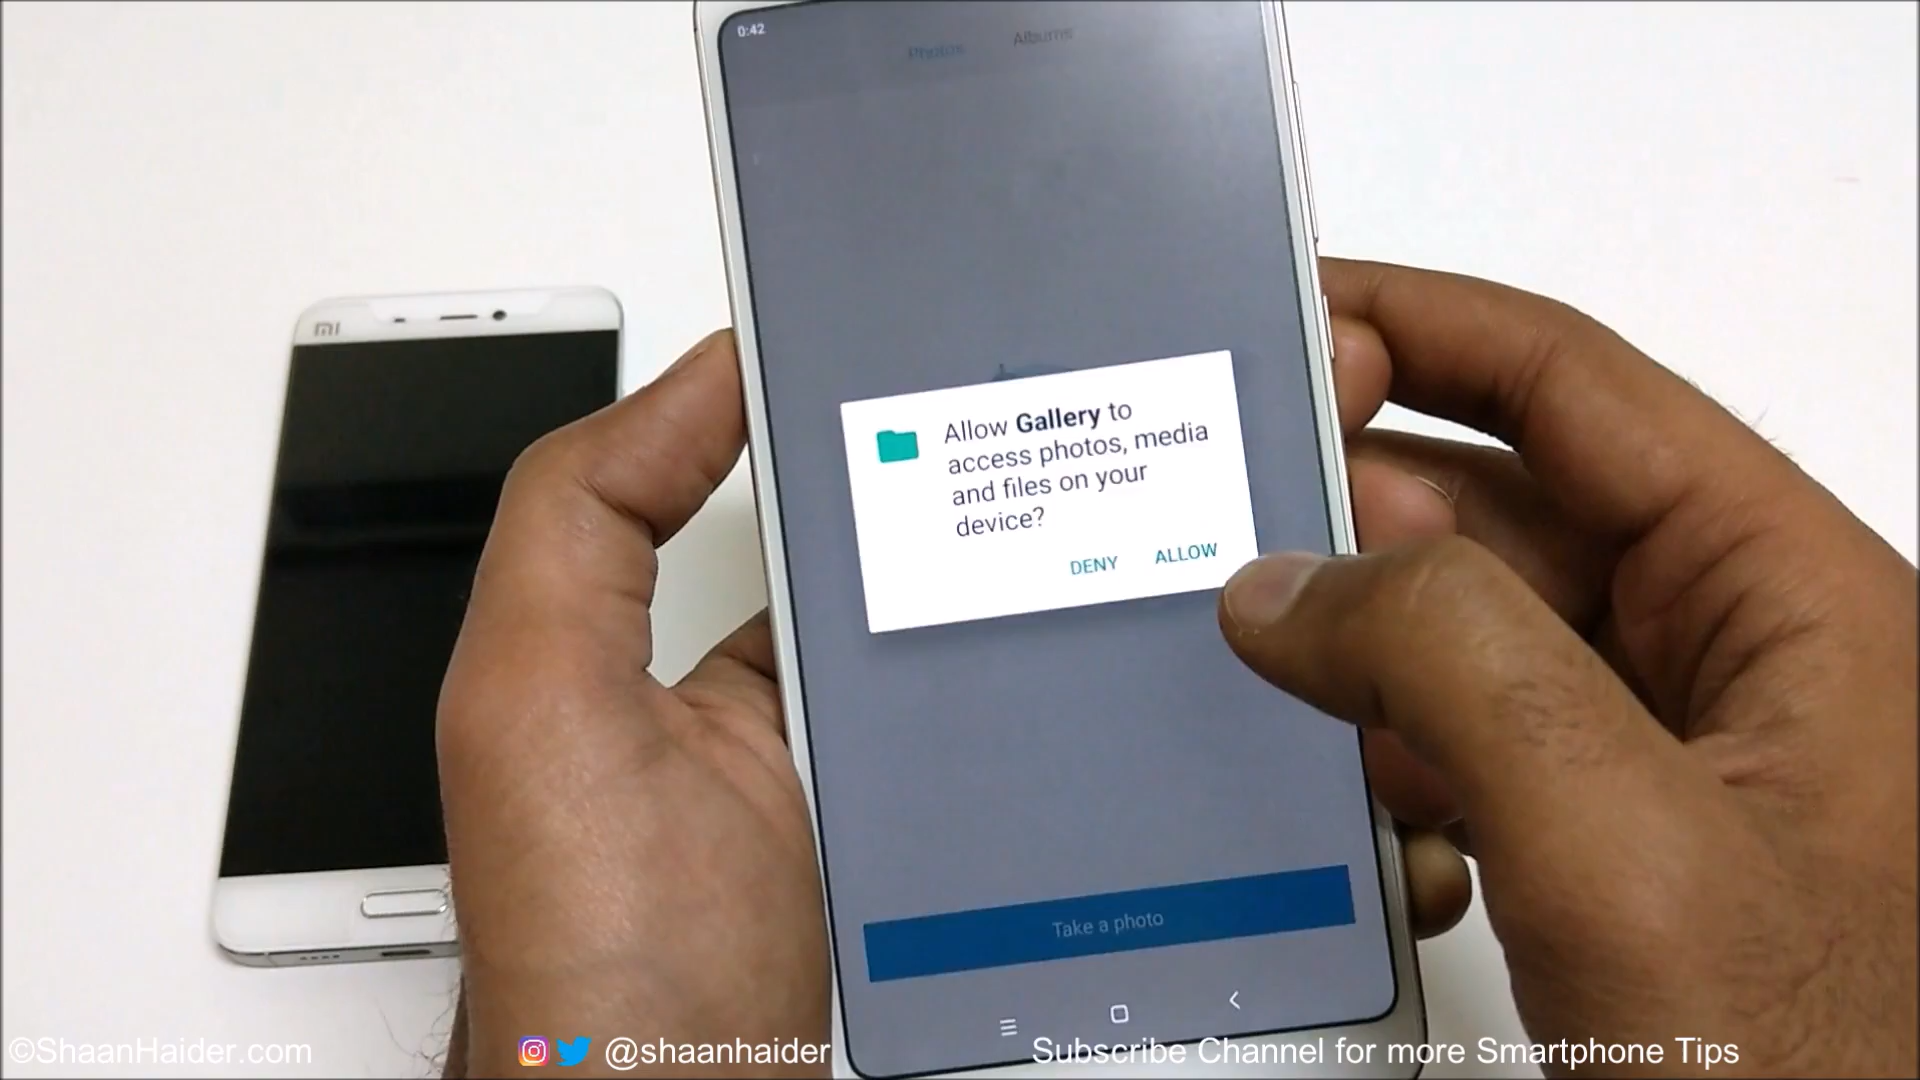 0:42
Photos
Albums
MI
Allow Gallery to
access photos, media
and files on your
device?
DENY
ALLOW
Take a photo
©ShaanHaider.com
@shaanhaider
Subscribe Channel for more Smartphone Tips